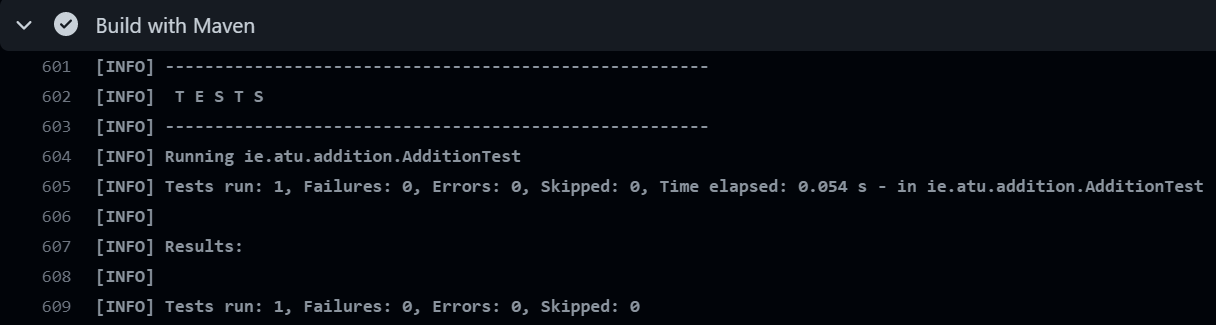 Build with Maven
601 [INFO] -------------------------------------------------------
602 [INFO]  T E S T S
603 [INFO] -------------------------------------------------------
604 [INFO] Running ie.atu.addition.AdditionTest
605 [INFO] Tests run: 1, Failures: 0, Errors: 0, Skipped: 0, Time elapsed: 0.054 s - in ie.atu.addition.AdditionTest
606 [INFO]
607 [INFO] Results:
608 [INFO]
609 [INFO] Tests run: 1, Failures: 0, Errors: 0, Skipped: 0